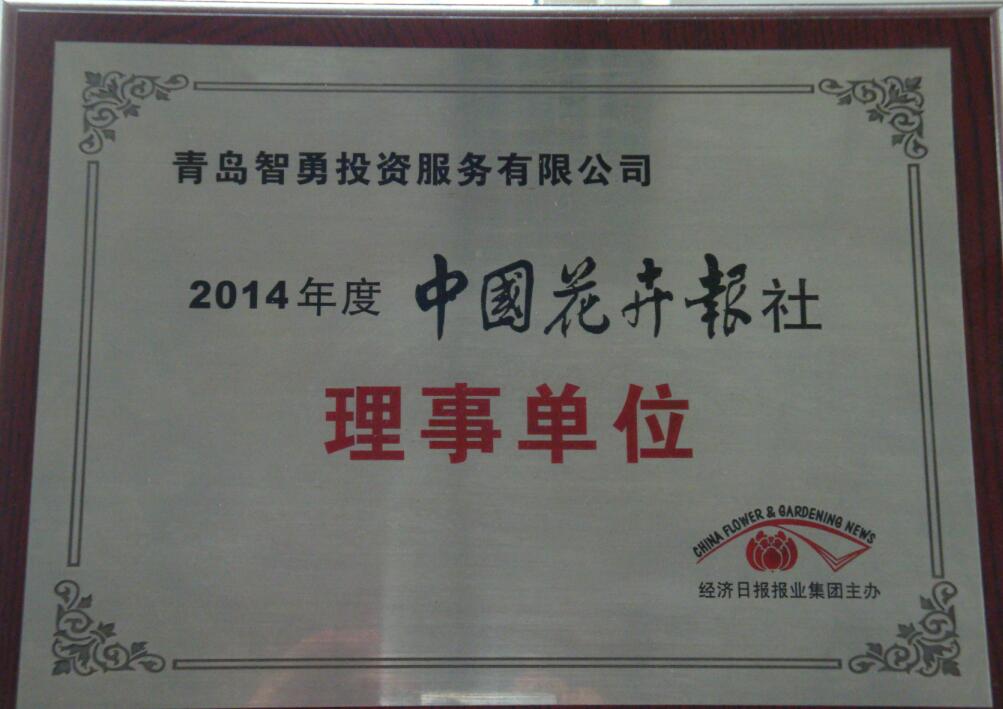 青岛智勇投资服务有限公司
2014年度 中國花卉報社
理事单位
CHINA FLOWER & GARDENING NEWS
经济日报报业集团主办